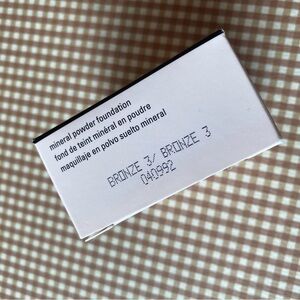 mineral powder foundation
fond de teint minéral en poudre
maquillaje en polvo suelto mineral
BRONZE 3/ BRONZE 3
040992